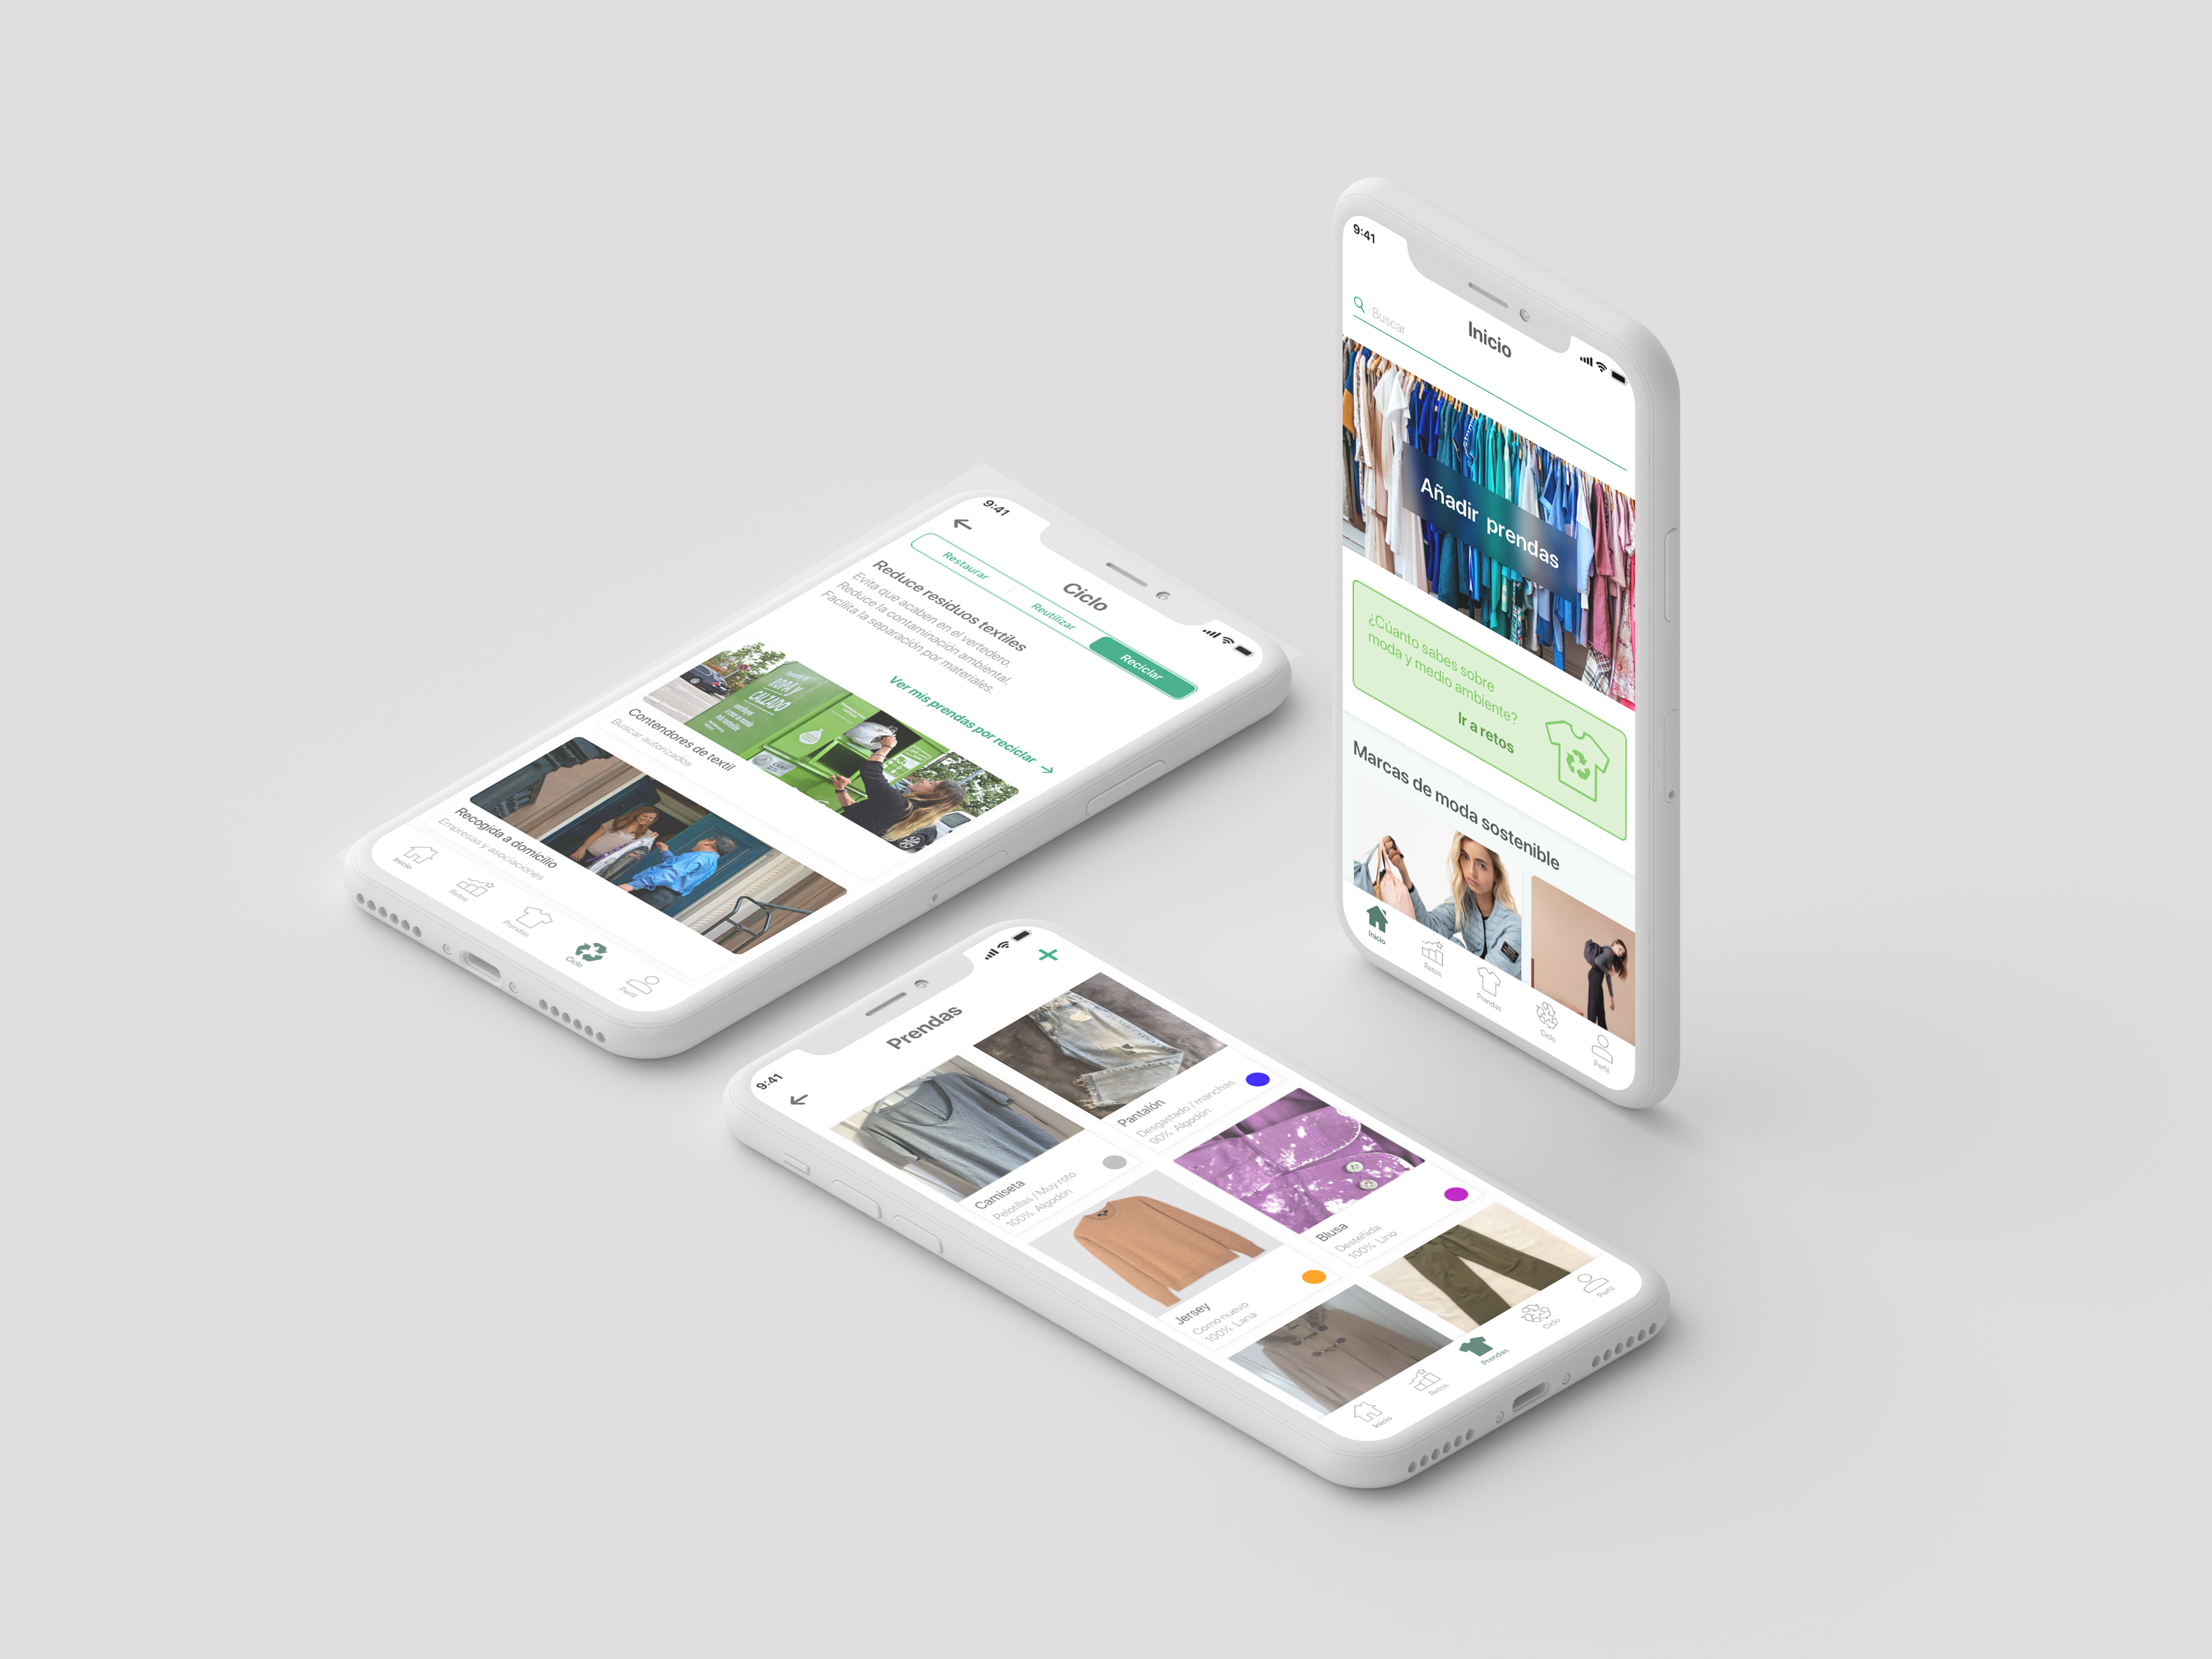 9:41
Ciclo
Restaurar
Reutilizar
Reciclar
Reduce residuos textiles
Evita que acaben en el vertedero.
Reduce la contaminación ambiental.
Facilita la separación por materiales.
Ver mis prendas por reciclar
ROPA Y
CALZADO
Contendores de textil
Buscar autorizados
Recogida a domicilio
Empresas y asociaciones
Inicio
Retos
Prendas
Ciclo
Perfil
9:41
Inicio
Buscar
Añadir prendas
¿Cúanto sabes sobre
moda y medio ambiente?
Ir a retos
Marcas de moda sostenible
Inicio
Retos
Prendas
Ciclo
Perfil
9:41
Prendas
Camiseta
Pelotillas / Muy roto
100% Algodón
Pantalón
Desgastado / manchas
90% Algodón
Jersey
Como nuevo
100% Lana
Blusa
Desteñida
100% Lino
Inicio
Retos
Prendas
Ciclo
Perfil